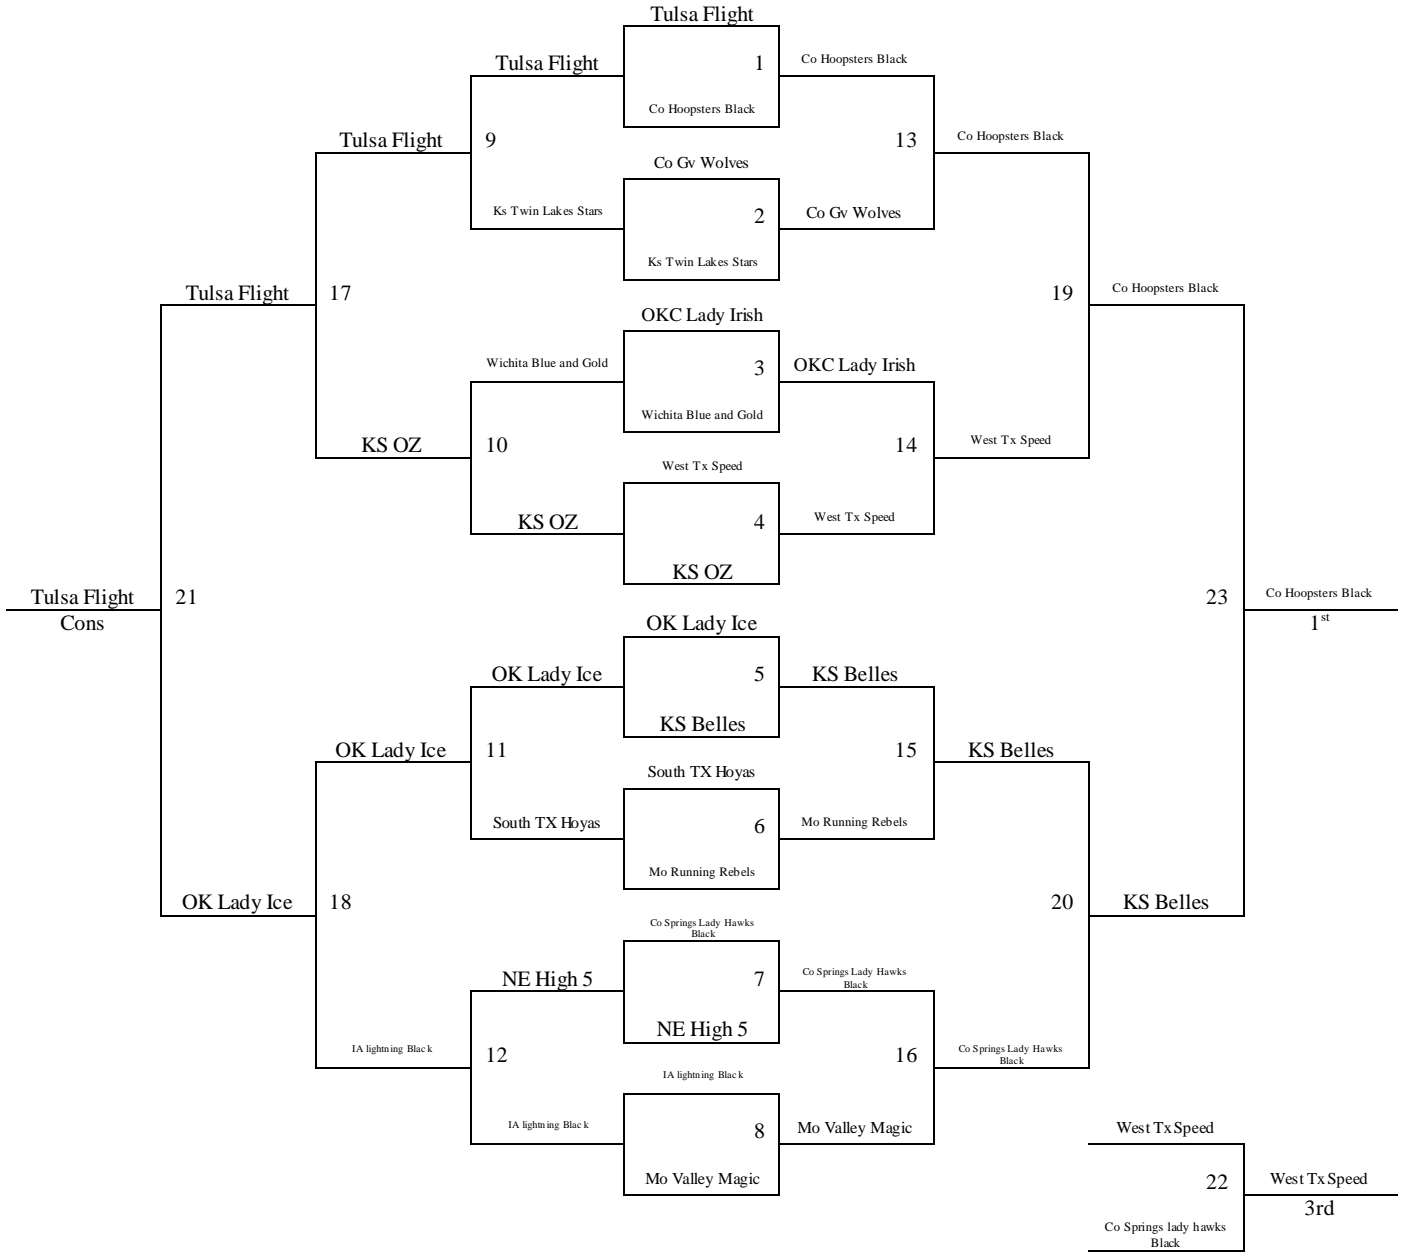 Tulsa Flight
Tulsa Flight
1
Co Hoopsters Black
Co Hoopsters Black
Tulsa Flight
9
13
Co Hoopsters Black
Co Gv Wolves
Ks Twin Lakes Stars
2
Co Gv Wolves
Ks Twin Lakes Stars
Tulsa Flight
17
19
Co Hoopsters Black
OKC Lady Irish
Wichita Blue and Gold
3
OKC Lady Irish
Wichita Blue and Gold
KS OZ
10
14
West Tx Speed
West Tx Speed
KS OZ
4
West Tx Speed
KS OZ
Tulsa Flight
21
23
Co Hoopsters Black
Cons
1st
OK Lady Ice
OK Lady Ice
5
KS Belles
KS Belles
OK Lady Ice
11
15
KS Belles
South TX Hoyas
South TX Hoyas
6
Mo Running Rebels
Mo Running Rebels
OK Lady Ice
18
20
KS Belles
Co Springs Lady Hawks
Black
NE High 5
7
Co Springs Lady Hawks
Black
NE High 5
IA lightning Black
12
16
Co Springs Lady Hawks
Black
IA lightning Black
IA lightning Black
8
Mo Valley Magic
Mo Valley Magic
West Tx Speed
22
West Tx Speed
3rd
Co Springs lady hawks
Black